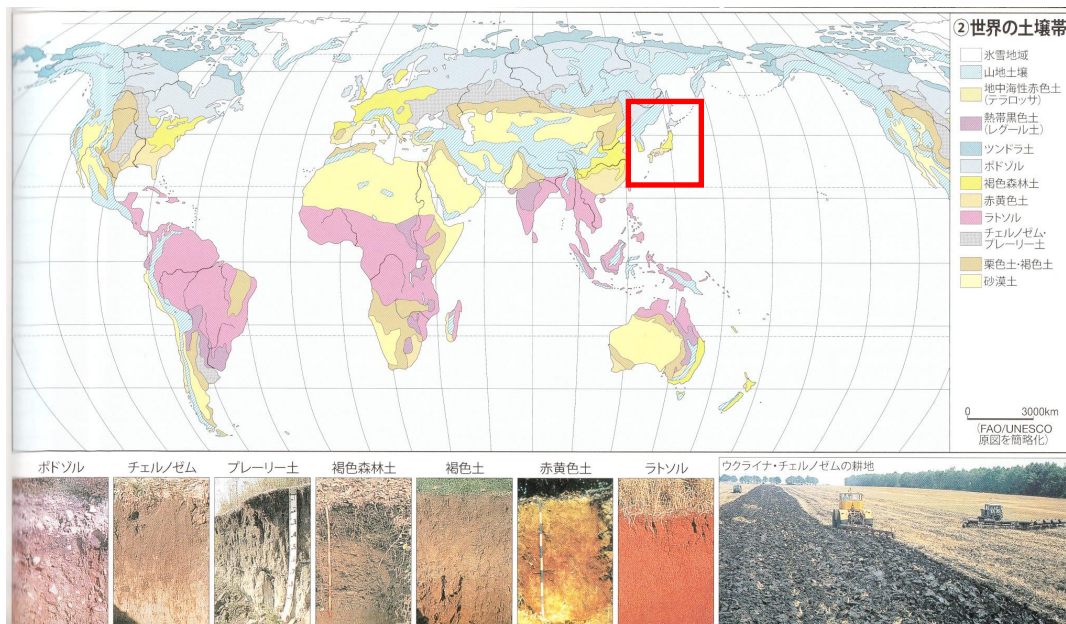 ②世界の土壌帯
氷雪地域
山地土壌
地中海性赤色土
(テラロッサ)
熱帯黒色土
(レグール土)
ツンドラ土
ポドゾル
褐色森林土
赤黄色土
ラトソル
チェルノゼム・
プレーリー土
栗色土・褐色土
砂漠土
0 3000km
(FAO/UNESCO
原図を簡略化)
ポドゾル
チェルノゼム
プレーリー土
褐色森林土
褐色土
赤黄色土
ラトソル
ウクライナ・チェルノゼムの耕地